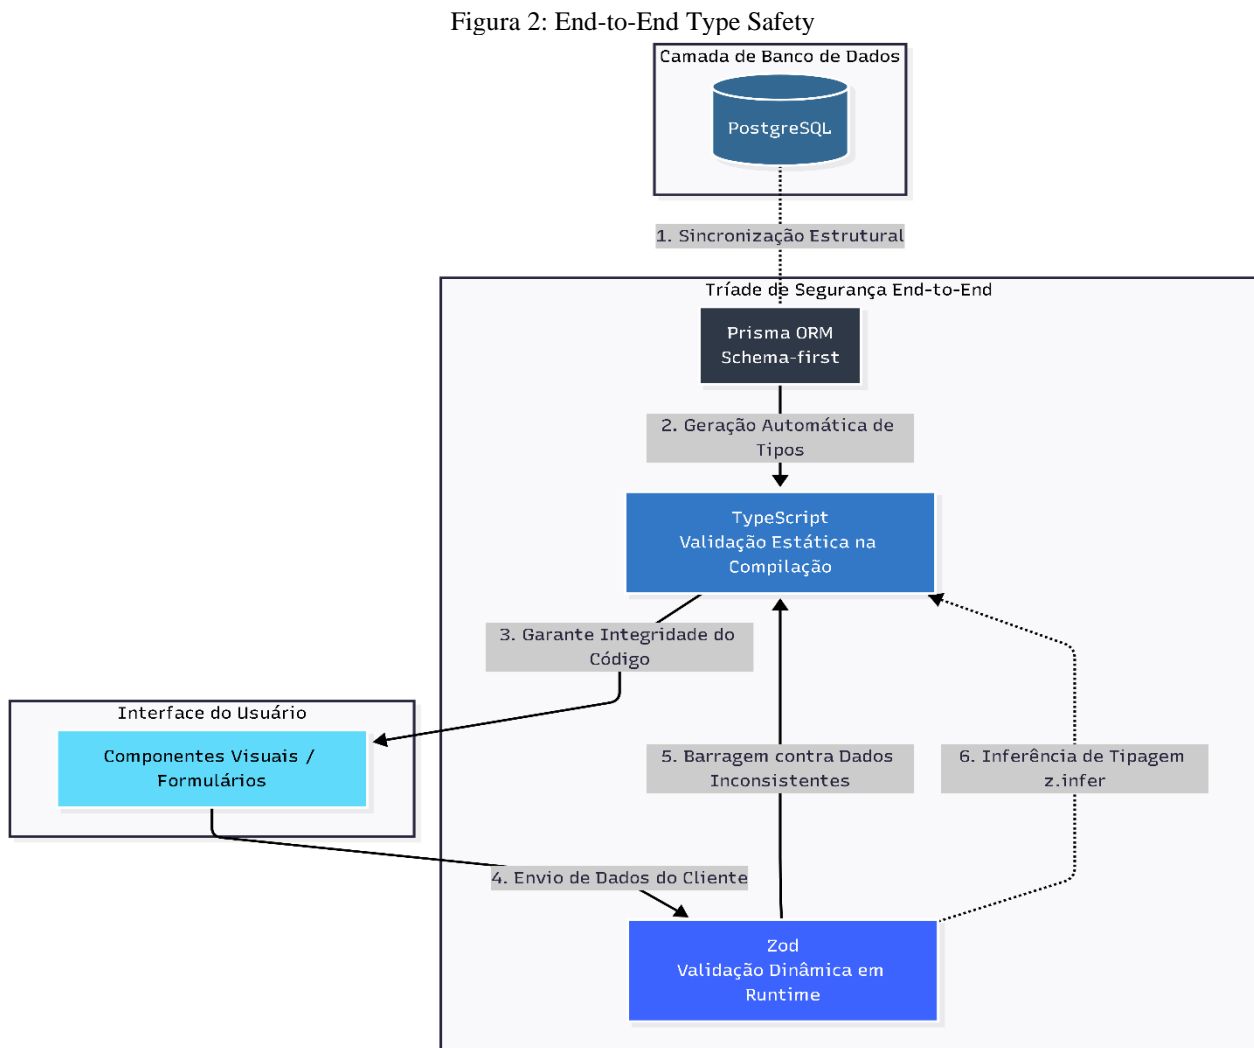 Figura 2: End-to-End Type Safety
Camada de Banco de Dados
PostgreSQL
1. Sincronização Estrutural
Tríade de Segurança End-to-End
Prisma ORM
Schema-first
2. Geração Automática de
Tipos
TypeScript
Validação Estática na
Compilação
3. Garante Integridade do
Código
Interface do Usuário
Componentes Visuais /
Formulários
5. Barragem contra Dados
Inconsistentes
6. Inferência de Tipagem
z.infer
4. Envio de Dados do Cliente
Zod
Validação Dinâmica em
Runtime